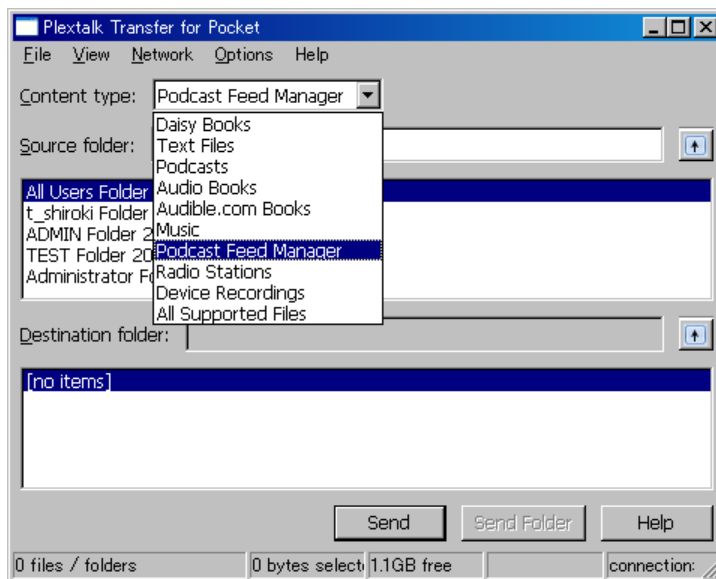 Plextalk Transfer for Pocket
File View Network Options Help
Content type: Podcast Feed Manager
Daisy Books
Text Files
Podcasts
Audio Books
Audible.com Books
Music
Podcast Feed Manager
Radio Stations
Device Recordings
All Supported Files
Source folder:
All Users Folder
t_shiroki Folder
ADMIN Folder 2
TEST Folder 20
Administrator Fo
Destination folder:
[no items]
Send Send Folder Help
0 files / folders 0 bytes select 1.1GB free connection: